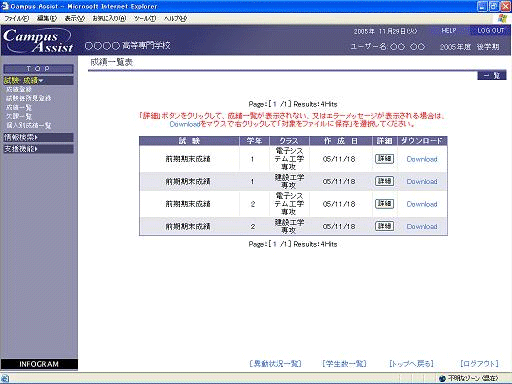 Campus Assist - Microsoft Internet Explorer
ファイル(F) 編集(E) 表示(V) お気に入り(A) ツール(T) ヘルプ(H)
Campus Assist
2005年 11月29日(火) HELP LOG OUT
〇〇〇〇 高等専門学校 ユーザー名:〇〇 〇〇 2005年度 後学期
TOP
試験・成績
成績登録
成績一覧
欠課一覧
個人別成績一覧
情報検索
支援機能
成績一覧表
一 覧
Page:[1 /1] Results:4Hits
「詳細」ボタンをクリックして、成績一覧が表示されない、又はエラーメッセージが表示される場合は、
Downloadをマウスで右クリックして「対象をファイルに保存」を選択してください。
試 験 学年 クラス 作 成 日 詳細 ダウンロード
前期期末成績 1 電子システム工学専攻 05/11/18 詳細 Download
前期期末成績 1 建設工学専攻 05/11/18 詳細 Download
前期期末成績 2 電子システム工学専攻 05/11/18 詳細 Download
前期期末成績 2 建設工学専攻 05/11/18 詳細 Download
Page:[1 /1] Results:4Hits
INFOGRAM
[異動状況一覧] [学生数一覧] [トップへ戻る] [ログアウト]
不明なゾーン (混在)